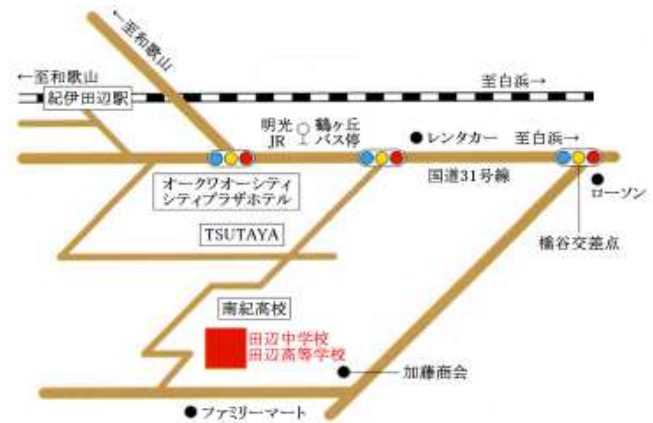 ←至和歌山
←至和歌山
至白浜→
紀伊田辺駅
明光
JR
鶴ヶ丘
バス停
レンタカー
至白浜→
オークワオーシティ
シティプラザホテル
国道31号線
ローソン
TSUTAYA
橋谷交差点
南紀高校
田辺中学校
田辺高等学校
加藤商会
ファミリーマート